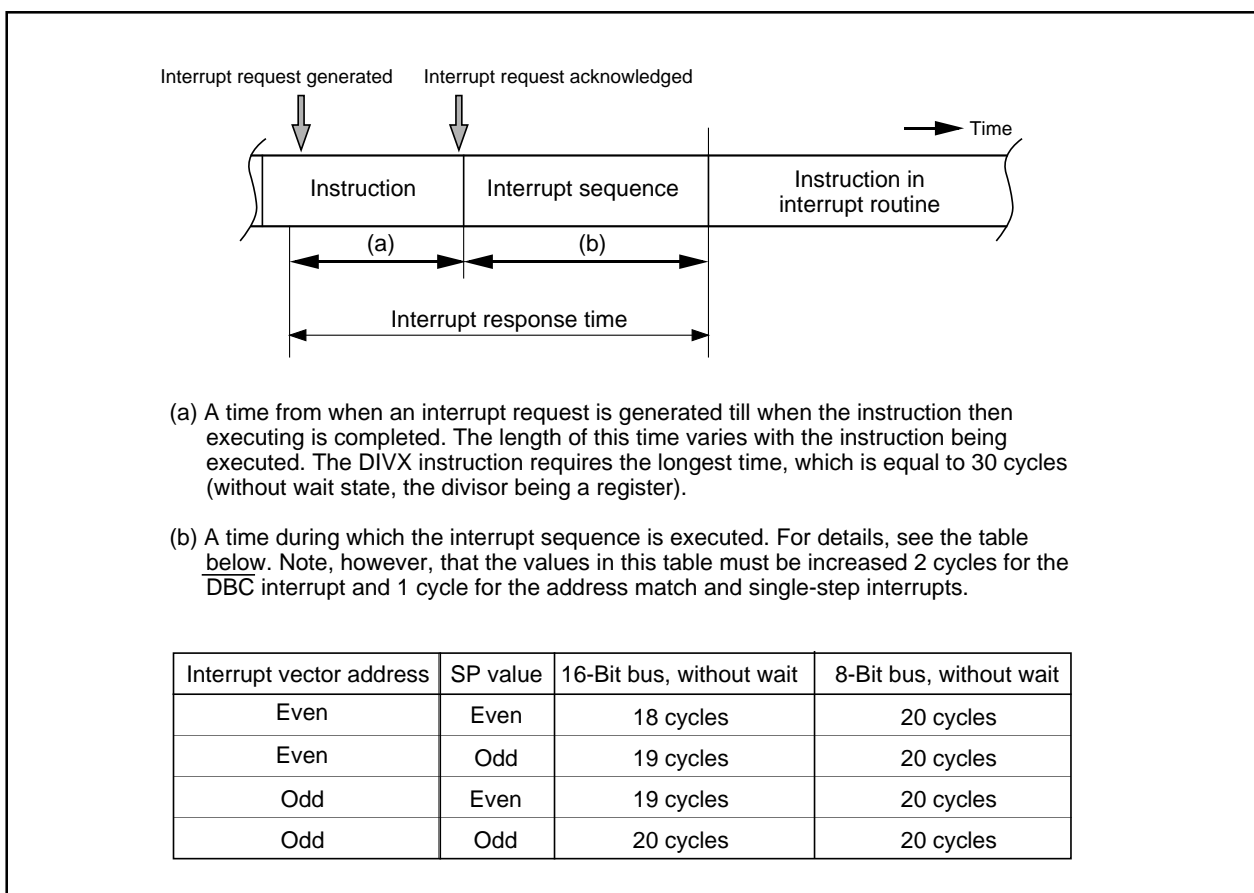 Interrupt request generated
Interrupt request acknowledged
Time
Instruction
Interrupt sequence
Instruction in
interrupt routine
(a)
(b)
Interrupt response time
(a) A time from when an interrupt request is generated till when the instruction then
executing is completed. The length of this time varies with the instruction being
executed. The DIVX instruction requires the longest time, which is equal to 30 cycles
(without wait state, the divisor being a register).
(b) A time during which the interrupt sequence is executed. For details, see the table
below. Note, however, that the values in this table must be increased 2 cycles for the
DBC interrupt and 1 cycle for the address match and single-step interrupts.
Interrupt vector address SP value 16-Bit bus, without wait 8-Bit bus, without wait
Even Even 18 cycles 20 cycles
Even Odd 19 cycles 20 cycles
Odd Even 19 cycles 20 cycles
Odd Odd 20 cycles 20 cycles